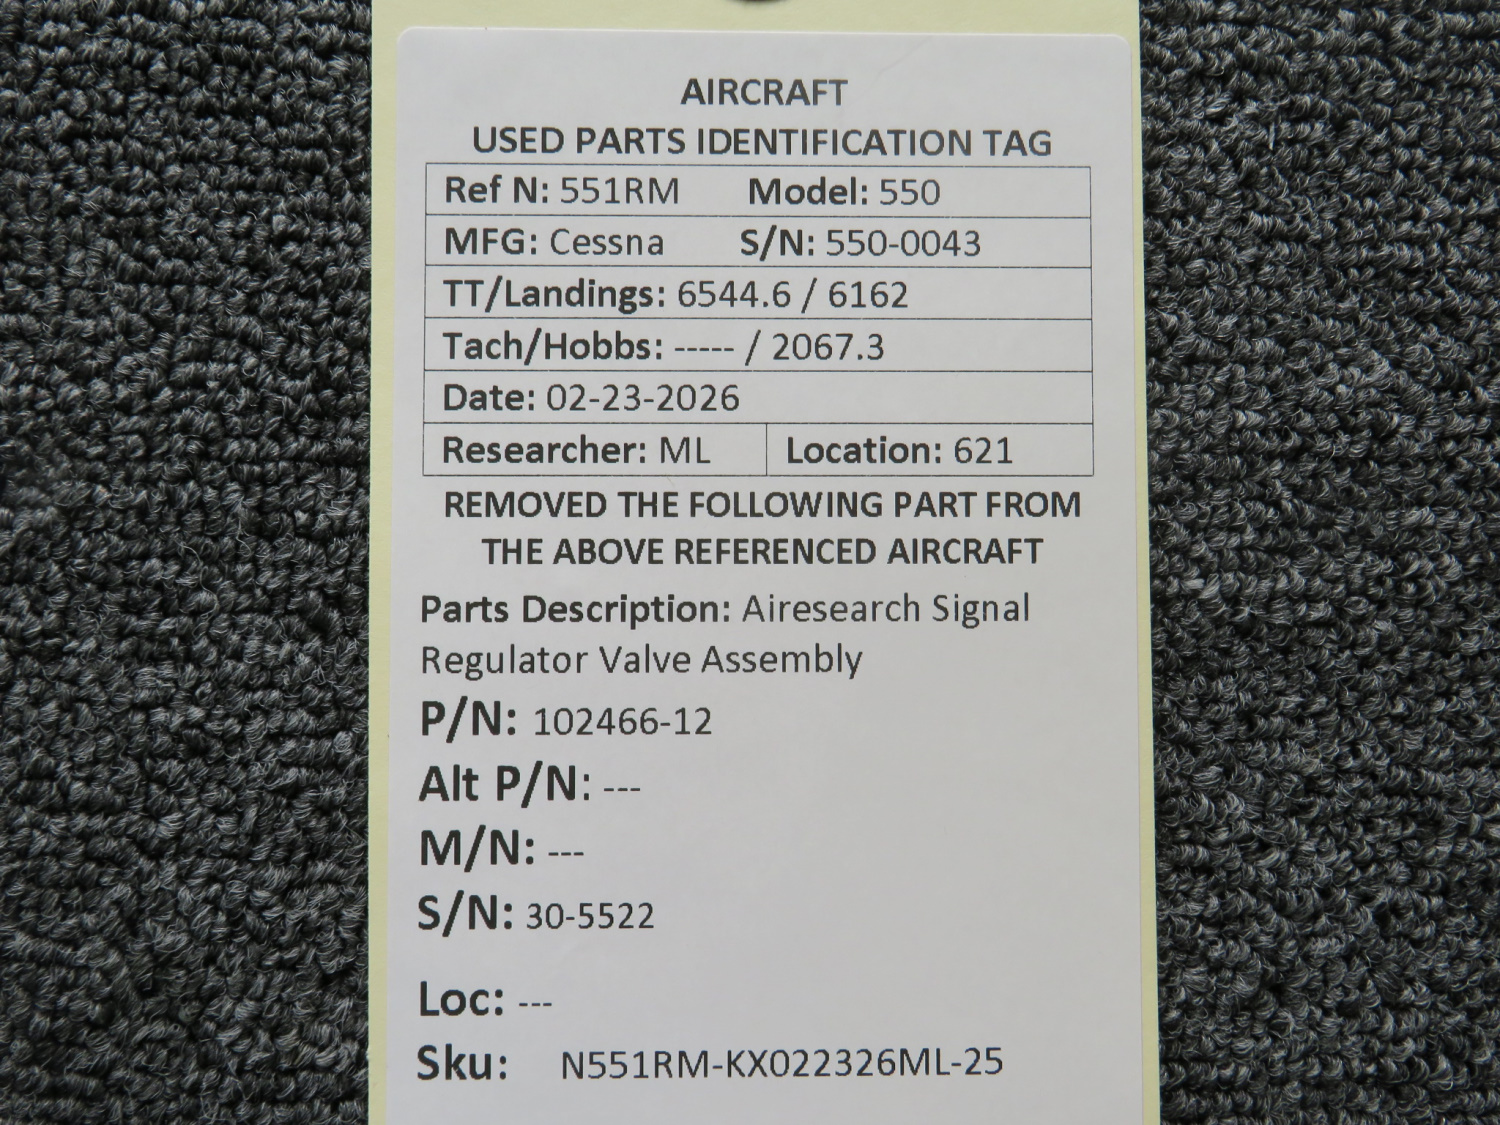 AIRCRAFT
USED PARTS IDENTIFICATION TAG
Ref N: 551RM Model: 550
MFG: Cessna S/N: 550-0043
TT/Landings: 6544.6 / 6162
Tach/Hobbs: ----- / 2067.3
Date: 02-23-2026
Researcher: ML Location: 621
REMOVED THE FOLLOWING PART FROM
THE ABOVE REFERENCED AIRCRAFT
Parts Description: Airesearch Signal
Regulator Valve Assembly
P/N: 102466-12
Alt P/N: ---
M/N: ---
S/N: 30-5522
Loc: ---
Sku: N551RM-KX022326ML-25